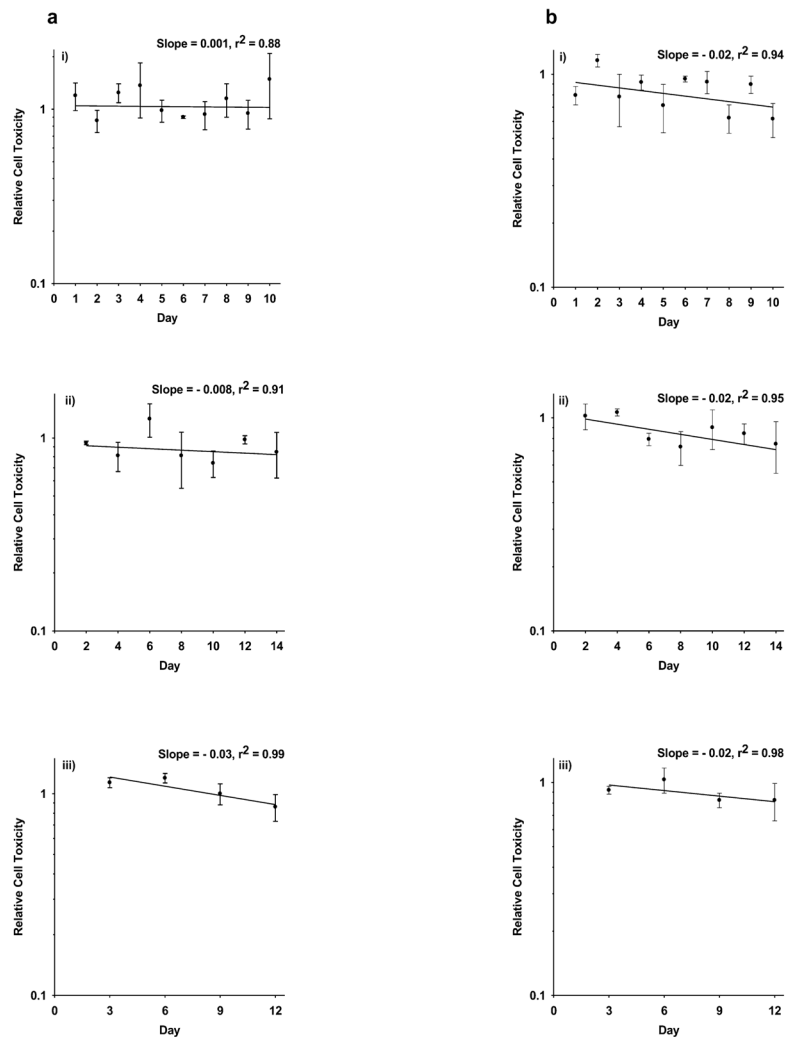 a
i)
Slope = 0.001, r2 = 0.88
Relative Cell Toxicity
1
0.1
0 1 2 3 4 5 6 7 8 9 10
Day
ii)
Slope = - 0.008, r2 = 0.91
Relative Cell Toxicity
1
0.1
0 2 4 6 8 10 12 14
Day
iii)
Slope = - 0.03, r2 = 0.99
Relative Cell Toxicity
1
0.1
0 3 6 9 12
Day
b
i)
Slope = - 0.02, r2 = 0.94
Relative Cell Toxicity
1
0.1
0 1 2 3 4 5 6 7 8 9 10
Day
ii)
Slope = - 0.02, r2 = 0.95
Relative Cell Toxicity
1
0.1
0 2 4 6 8 10 12 14
Day
iii)
Slope = - 0.02, r2 = 0.98
Relative Cell Toxicity
1
0.1
0 3 6 9 12
Day